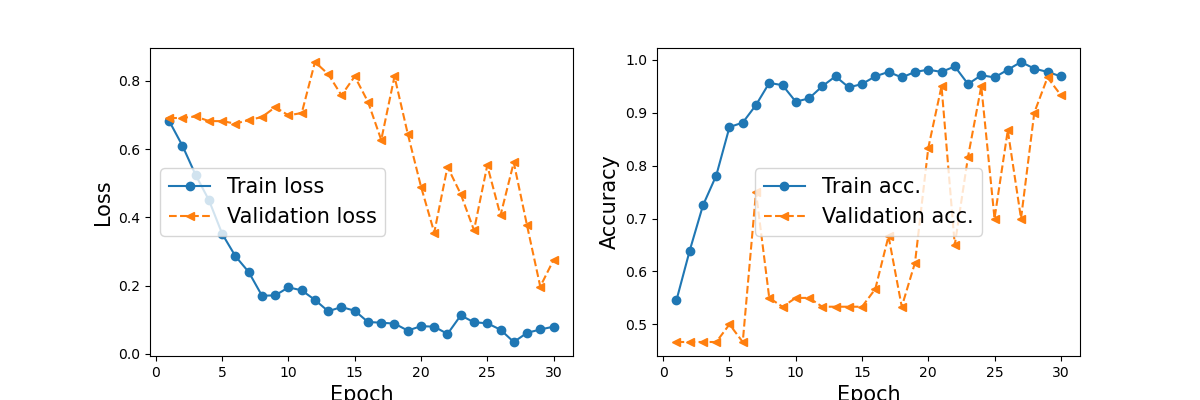 0.8
0.6
0.4
0.2
0.0
Loss
Train loss
Validation loss
0 5 10 15 20 25 30
Epoch
1.0
0.9
0.8
0.7
0.6
0.5
Accuracy
Train acc.
Validation acc.
0 5 10 15 20 25 30
Epoch